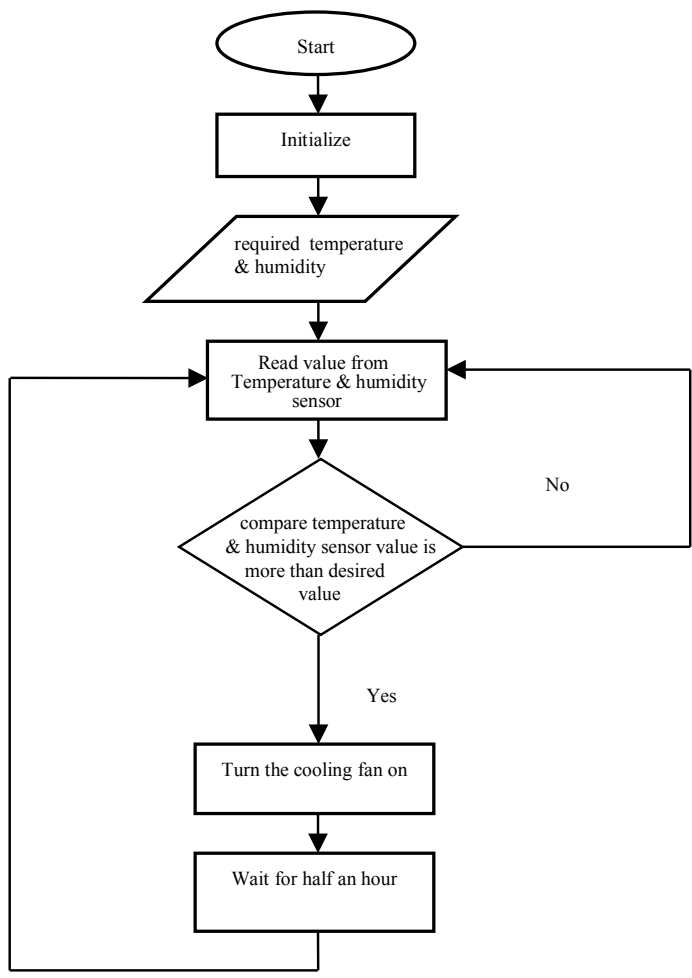 Start
Initialize
required temperature
& humidity
Read value from
Temperature & humidity
sensor
No
compare temperature
& humidity sensor value is
more than desired
value
Yes
Turn the cooling fan on
Wait for half an hour